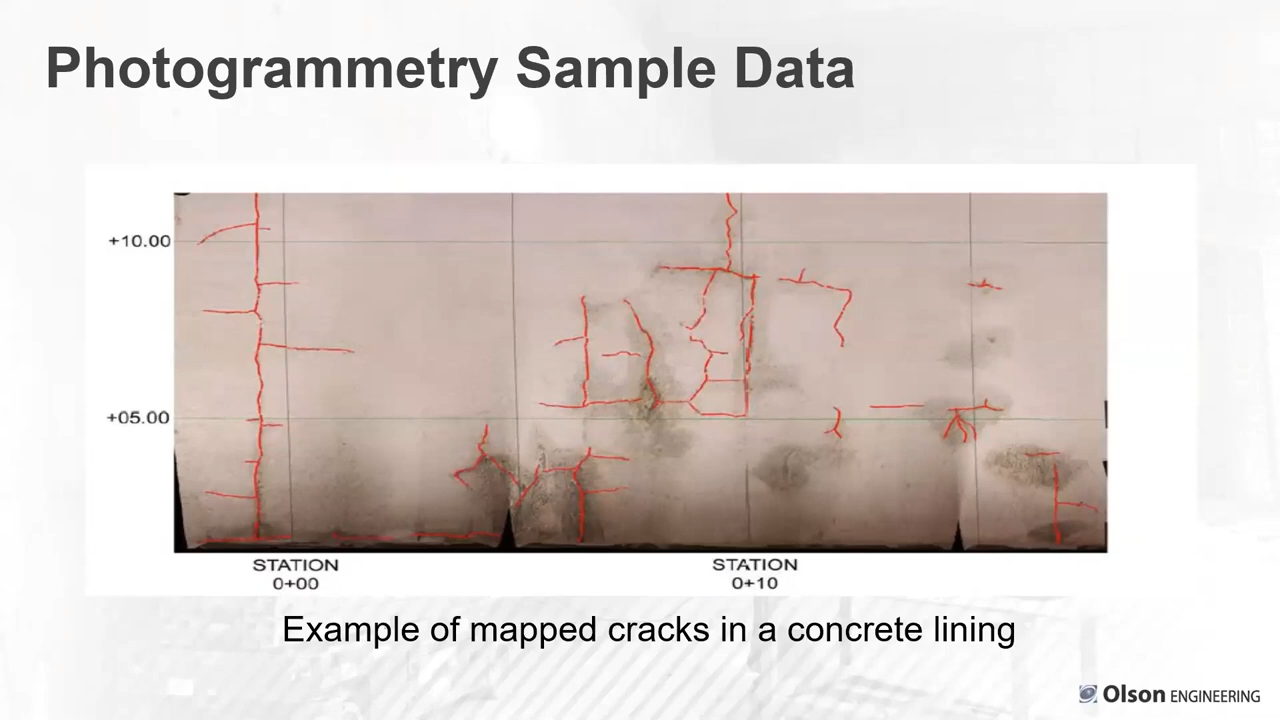 Photogrammetry Sample Data
+10.00
+05.00
STATION
0+00
STATION
0+10
Example of mapped cracks in a concrete lining
Olson ENGINEERING